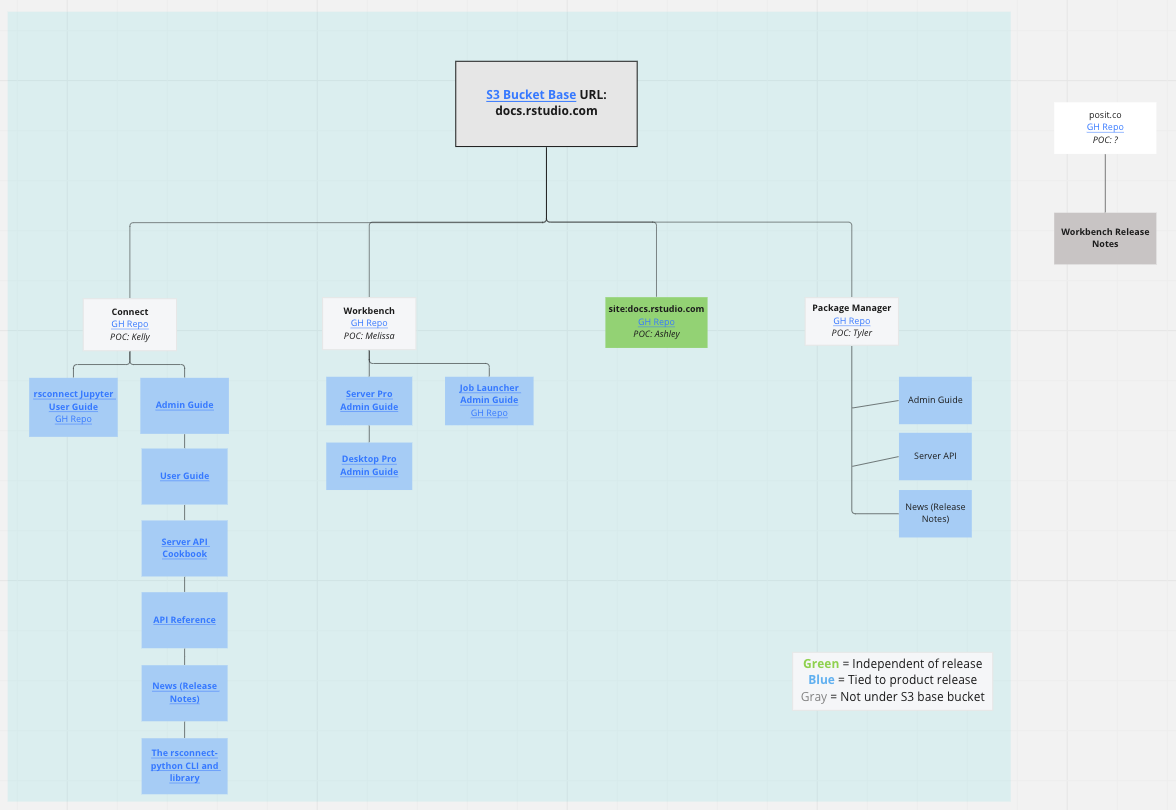 S3 Bucket Base URL:
docs.rstudio.com
posit.co
GH Repo
POC: ?
Workbench Release
Notes
Connect
GH Repo
POC: Kelly
Workbench
GH Repo
POC: Melissa
site:docs.rstudio.com
GH Repo
POC: Ashley
Package Manager
GH Repo
POC: Tyler
rsconnect Jupyter
User Guide
GH Repo
Admin Guide
User Guide
Server API
Cookbook
API Reference
News (Release
Notes)
The rsconnect-
python CLI and
library
Server Pro
Admin Guide
Desktop Pro
Admin Guide
Job Launcher
Admin Guide
GH Repo
Admin Guide
Server API
News (Release
Notes)
Green = Independent of release
Blue = Tied to product release
Gray = Not under S3 base bucket